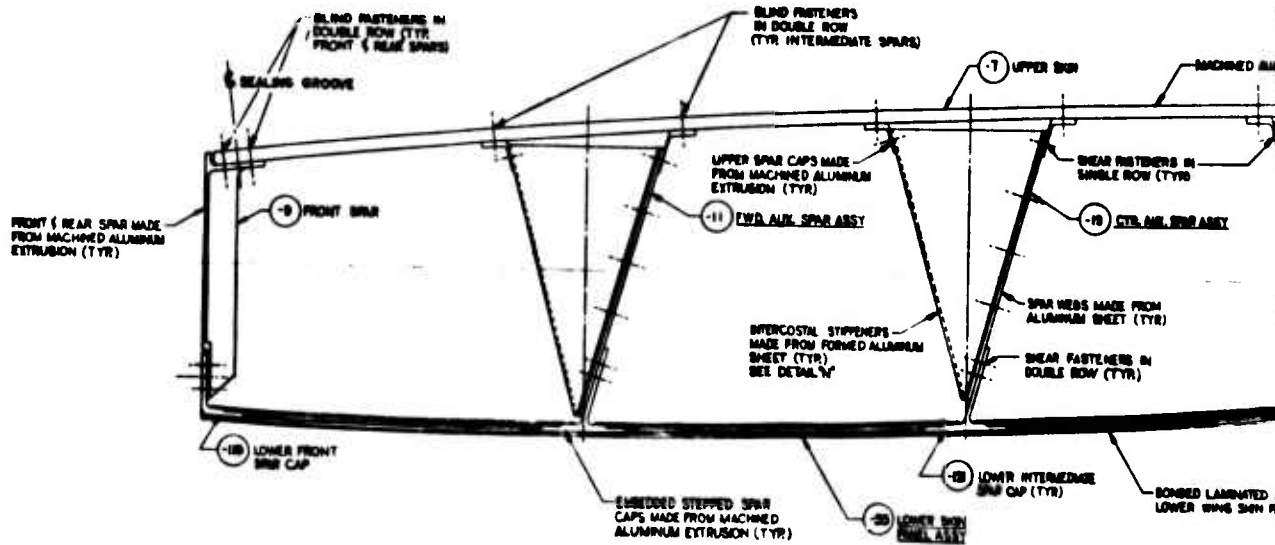 BLIND FASTENERS IN
DOUBLE ROW (TYP.
FRONT & REAR SPARS)
℄ SEALING GROOVE
BLIND FASTENERS
IN DOUBLE ROW
(TYP. INTERMEDIATE SPARS)
-7 UPPER SKIN
MACHINED
UPPER SPAR CAPS MADE
FROM MACHINED ALUMINUM
EXTRUSION (TYP.)
SHEAR FASTENERS IN
SINGLE ROW (TYP.)
-9 FRONT SPAR
FRONT & REAR SPAR MADE
FROM MACHINED ALUMINUM
EXTRUSION (TYP.)
-11 FWD. AUX. SPAR ASSY
CTR. AUX. SPAR ASSY
SPAR WEBS MADE FROM
ALUMINUM SHEET (TYP.)
INTERCOSTAL STIFFENERS
MADE FROM FORMED ALUMINUM
SHEET (TYP.)
SEE DETAIL "N"
SHEAR FASTENERS IN
DOUBLE ROW (TYP.)
LOWER FRONT
SPAR CAP
LOWER INTERMEDIATE
SPAR CAP (TYP.)
EMBEDDED STEPPED SPAR
CAPS MADE FROM MACHINED
ALUMINUM EXTRUSION (TYP.)
LOWER SKIN
PANEL ASSY
BONDED LAMINATED
LOWER WING SKIN